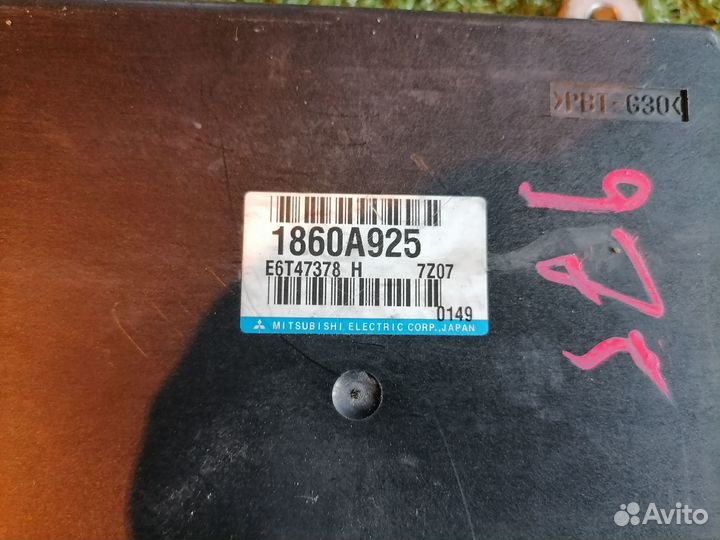 >PBT-G30<
1860A925
E6T47378 H 7Z07
0149
MITSUBISHI ELECTRIC CORP.,JAPAN
Avito